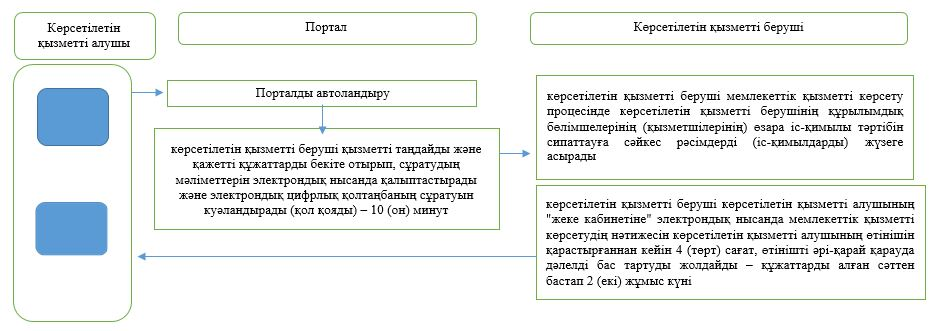 Көрсетілетін
қызметті алушы
Портал
Көрсетілетін қызметті беруші
Порталды автоландыру
көрсетілетін қызметті беруші қызметті таңдайды және
қажетті құжаттарды бекіте отырып, сұратудың
мәліметтерін электрондық нысанда қалыптастырады
және электрондық цифрлық қолтаңбаның сұратуын
куәландырады (қол қояды) – 10 (он) минут
көрсетілетін қызметті беруші мемлекеттік қызметті көрсету
процесінде көрсетілетін қызметті берушінің құрылымдық
бөлімшелерінің (қызметшілерінің) өзара іс-қимылы тәртібін
сипаттауға сәйкес рәсімдерді (іс-қимылдарды) жүзеге
асырады
көрсетілетін қызметті беруші көрсетілетін қызметті алушының
"жеке кабинетіне" электрондық нысанда мемлекеттік қызметті
көрсетудің нәтижесін көрсетілетін қызметті алушының өтінішін
қарастырғаннан кейін 4 (төрт) сағат, өтінішті әрі-қарай қарауда
дәлелді бас тартуды жолдайды – құжаттарды алған сәттен
бастап 2 (екі) жұмыс күні